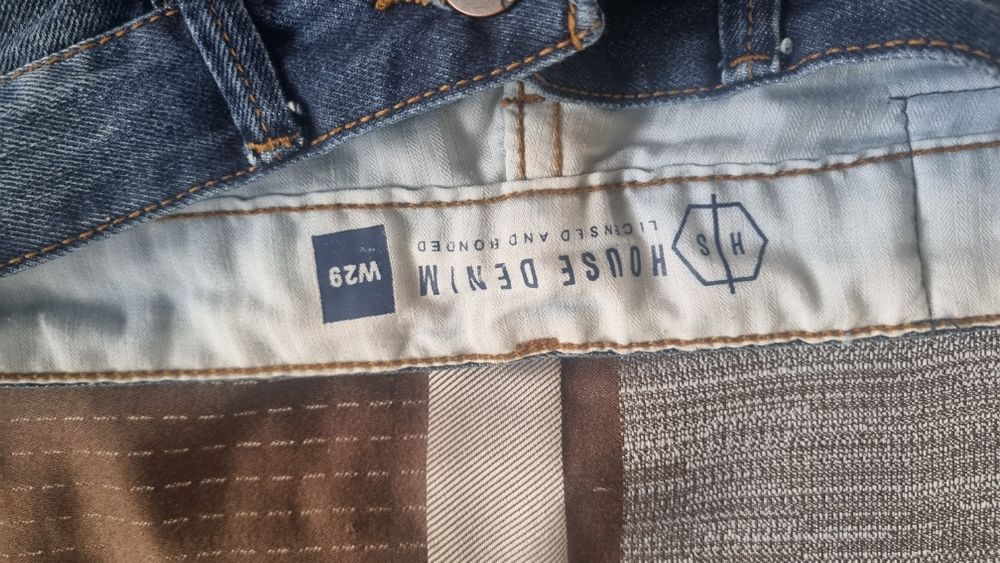 H S
HOUSE DENIM
LICENSED AND BONDED
W29